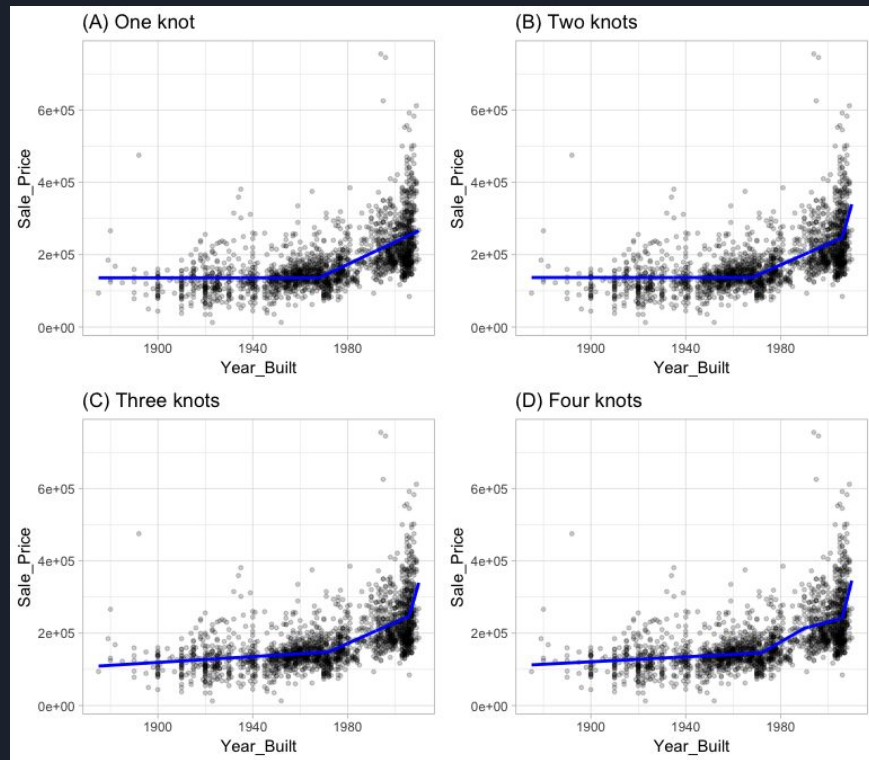 (A) One knot
6e+05
4e+05
2e+05
0e+00
Sale_Price
1900 1940 1980
Year_Built
(B) Two knots
6e+05
4e+05
2e+05
0e+00
Sale_Price
1900 1940 1980
Year_Built
(C) Three knots
6e+05
4e+05
2e+05
0e+00
Sale_Price
1900 1940 1980
Year_Built
(D) Four knots
6e+05
4e+05
2e+05
0e+00
Sale_Price
1900 1940 1980
Year_Built